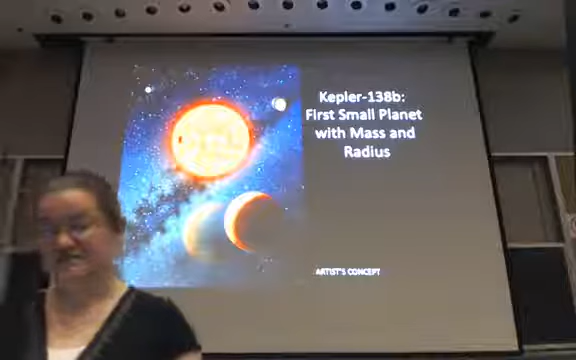 Kepler-138b:
First Small Planet
with Mass and
Radius
ARTIST'S CONCEPT